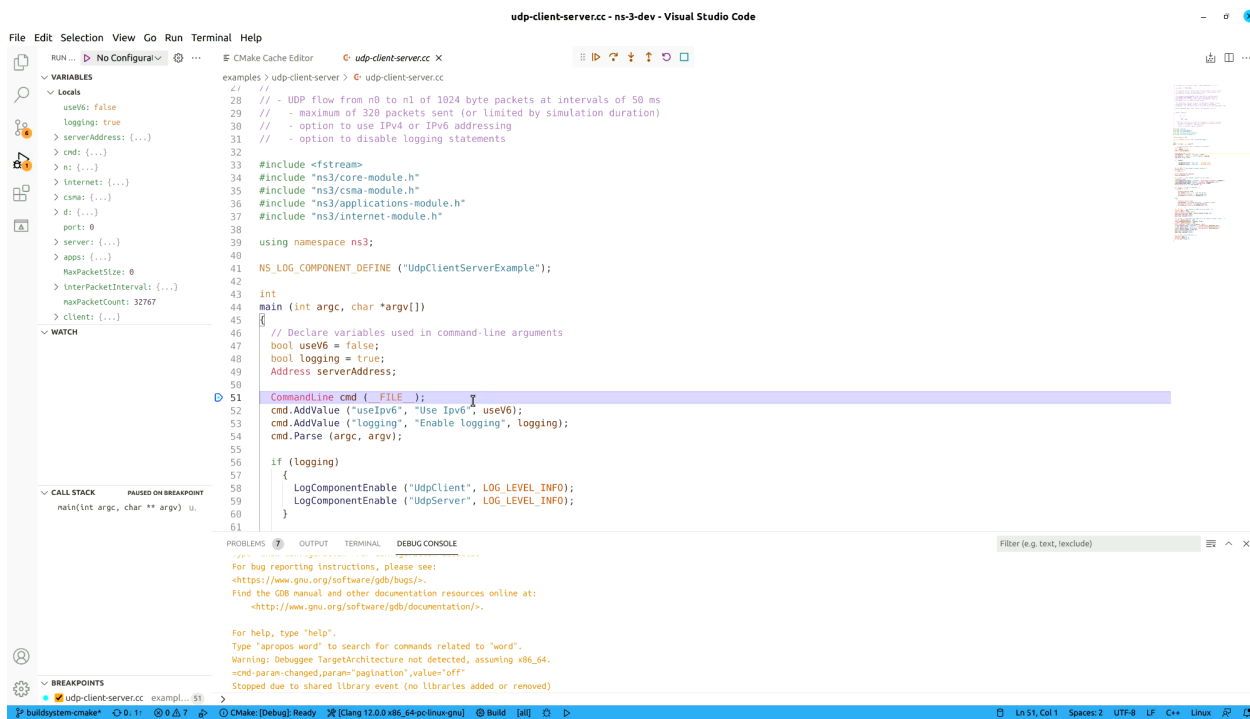 udp-client-server.cc - ns-3-dev - Visual Studio Code
File Edit Selection View Go Run Terminal Help
RUN ... No Configurat
CMake Cache Editor
udp-client-server.cc
examples > udp-client-server > udp-client-server.cc
VARIABLES
Locals
useV6: false
logging: true
serverAddress: {...}
cmd: {...}
n: {...}
internet: {...}
csma: {...}
d: {...}
port: 0
server: {...}
apps: {...}
MaxPacketSize: 0
interPacketInterval: {...}
maxPacketCount: 32767
client: {...}
WATCH
CALL STACK PAUSED ON BREAKPOINT
main(int argc, char ** argv) u.
BREAKPOINTS
udp-client-server.cc exampl... 51
27 //
28 // - UDP flow from n0 to n1 of 1024 byte packets at intervals of 50 ms
29 //   - maximum of 320 packets sent (or limited by simulation duration)
30 //   - option to use IPv4 or IPv6 addressing
31 //   - option to disable logging statements
32
33 #include <fstream>
34 #include "ns3/core-module.h"
35 #include "ns3/csma-module.h"
36 #include "ns3/applications-module.h"
37 #include "ns3/internet-module.h"
38
39 using namespace ns3;
40
41 NS_LOG_COMPONENT_DEFINE ("UdpClientServerExample");
42
43 int
44 main (int argc, char *argv[])
45 {
46   // Declare variables used in command-line arguments
47   bool useV6 = false;
48   bool logging = true;
49   Address serverAddress;
50
51   CommandLine cmd (__FILE__);
52   cmd.AddValue ("useIpv6", "Use Ipv6", useV6);
53   cmd.AddValue ("logging", "Enable logging", logging);
54   cmd.Parse (argc, argv);
55
56   if (logging)
57     {
58       LogComponentEnable ("UdpClient", LOG_LEVEL_INFO);
59       LogComponentEnable ("UdpServer", LOG_LEVEL_INFO);
60     }
61
PROBLEMS 7 OUTPUT TERMINAL DEBUG CONSOLE
Filter (e.g. text, !exclude)
For bug reporting instructions, please see:
<https://www.gnu.org/software/gdb/bugs/>.
Find the GDB manual and other documentation resources online at:
<http://www.gnu.org/software/gdb/documentation/>.
For help, type "help".
Type "apropos word" to search for commands related to "word".
Warning: Debuggee TargetArchitecture not detected, assuming x86_64.
=cmd-param-changed,param="pagination",value="off"
Stopped due to shared library event (no libraries added or removed)
buildsystem-cmake* 0↓ 1↑ 0 7 CMake: [Debug]: Ready [Clang 12.0.0 x86_64-pc-linux-gnu] Build [all] Ln 51, Col 1 Spaces: 2 UTF-8 LF C++ Linux